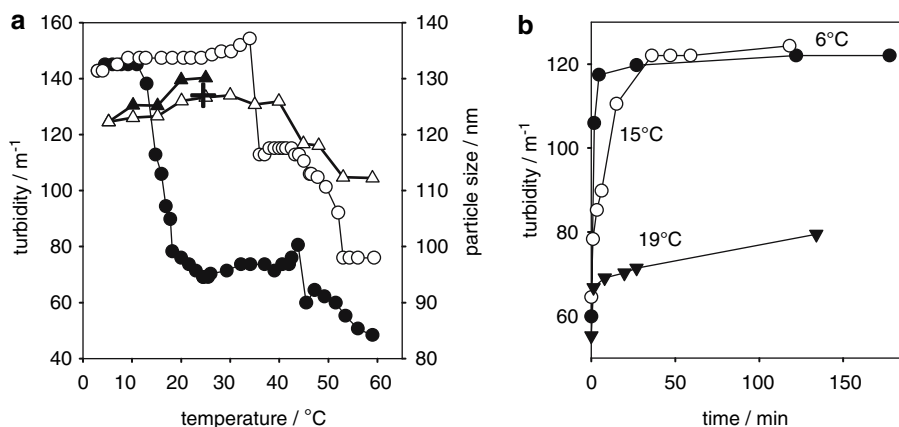 a
160
140
120
100
80
60
40
turbidity / m⁻¹
0
10
20
30
40
50
60
temperature / °C
140
130
120
110
100
90
80
particle size / nm
b
120
100
80
60
turbidity / m⁻¹
0
50
100
150
time / min
6°C
15°C
19°C